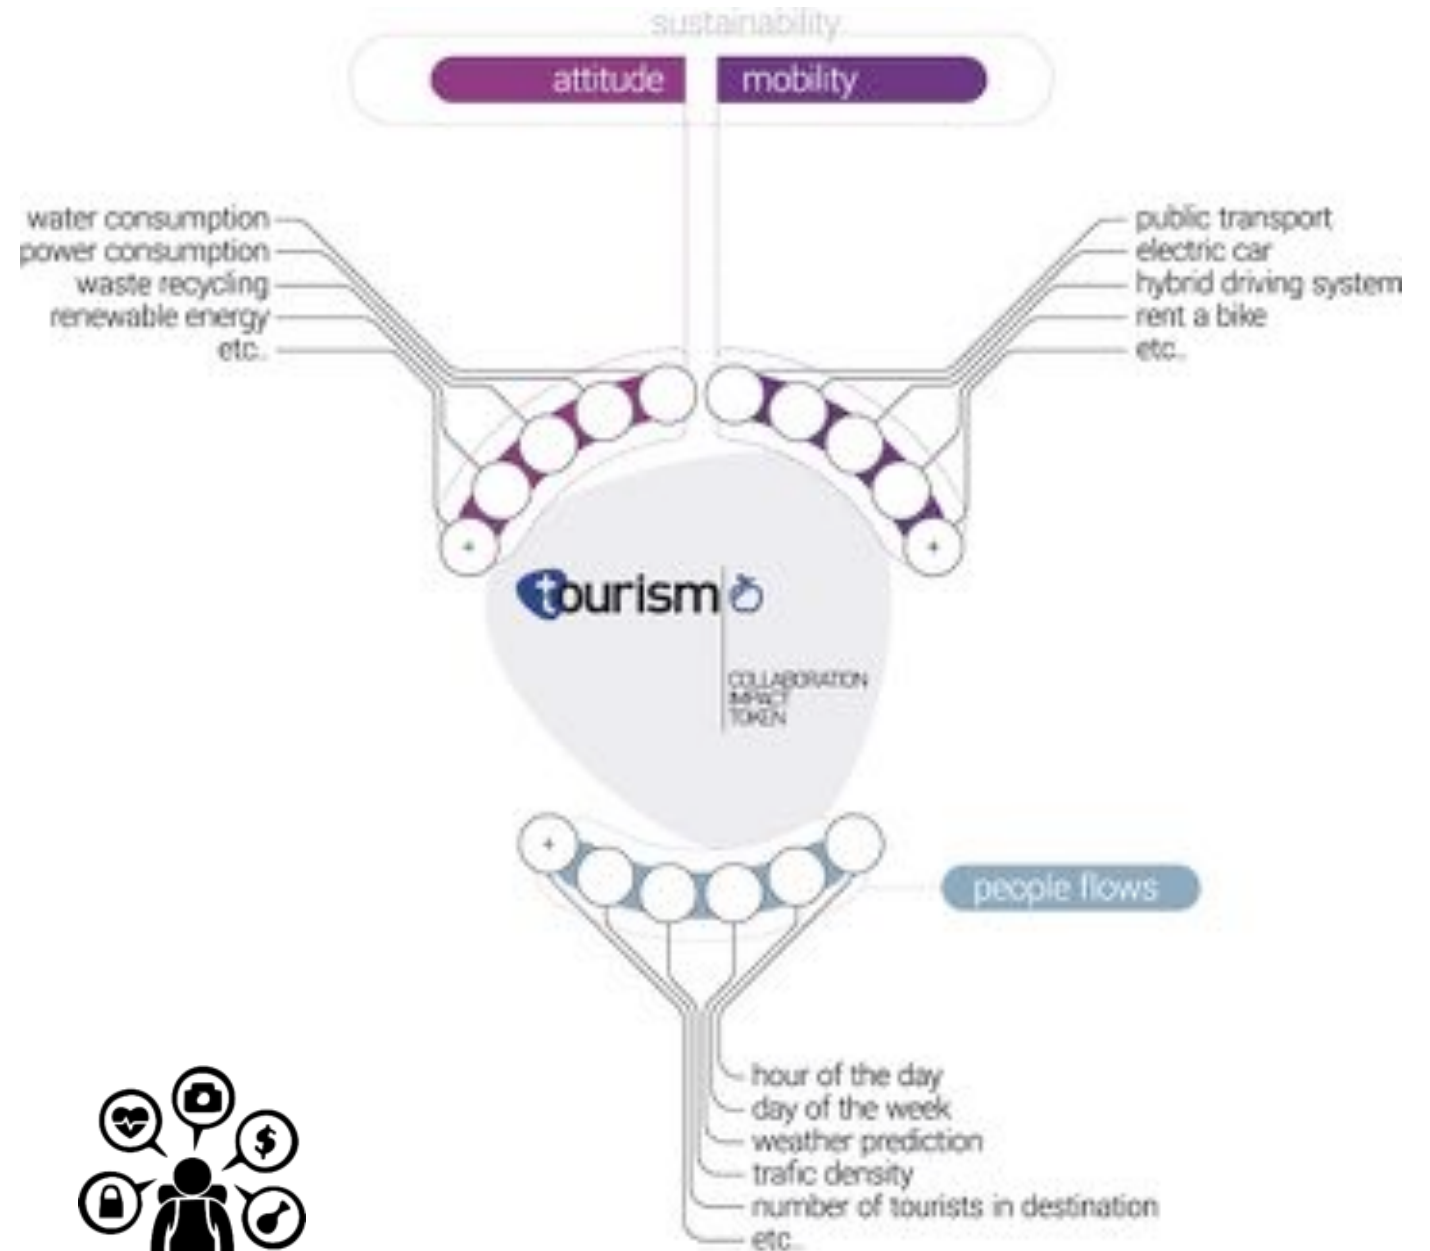 sustainability
attitude
mobility
water consumption
power consumption
waste recycling
renewable energy
etc..
public transport
electric car
hybrid driving system
rent a bike
etc..
tourism
COLLABORATION
IMPACT
TOKEN
people flows
hour of the day
day of the week
weather prediction
trafic density
number of tourists in destination
etc..
$